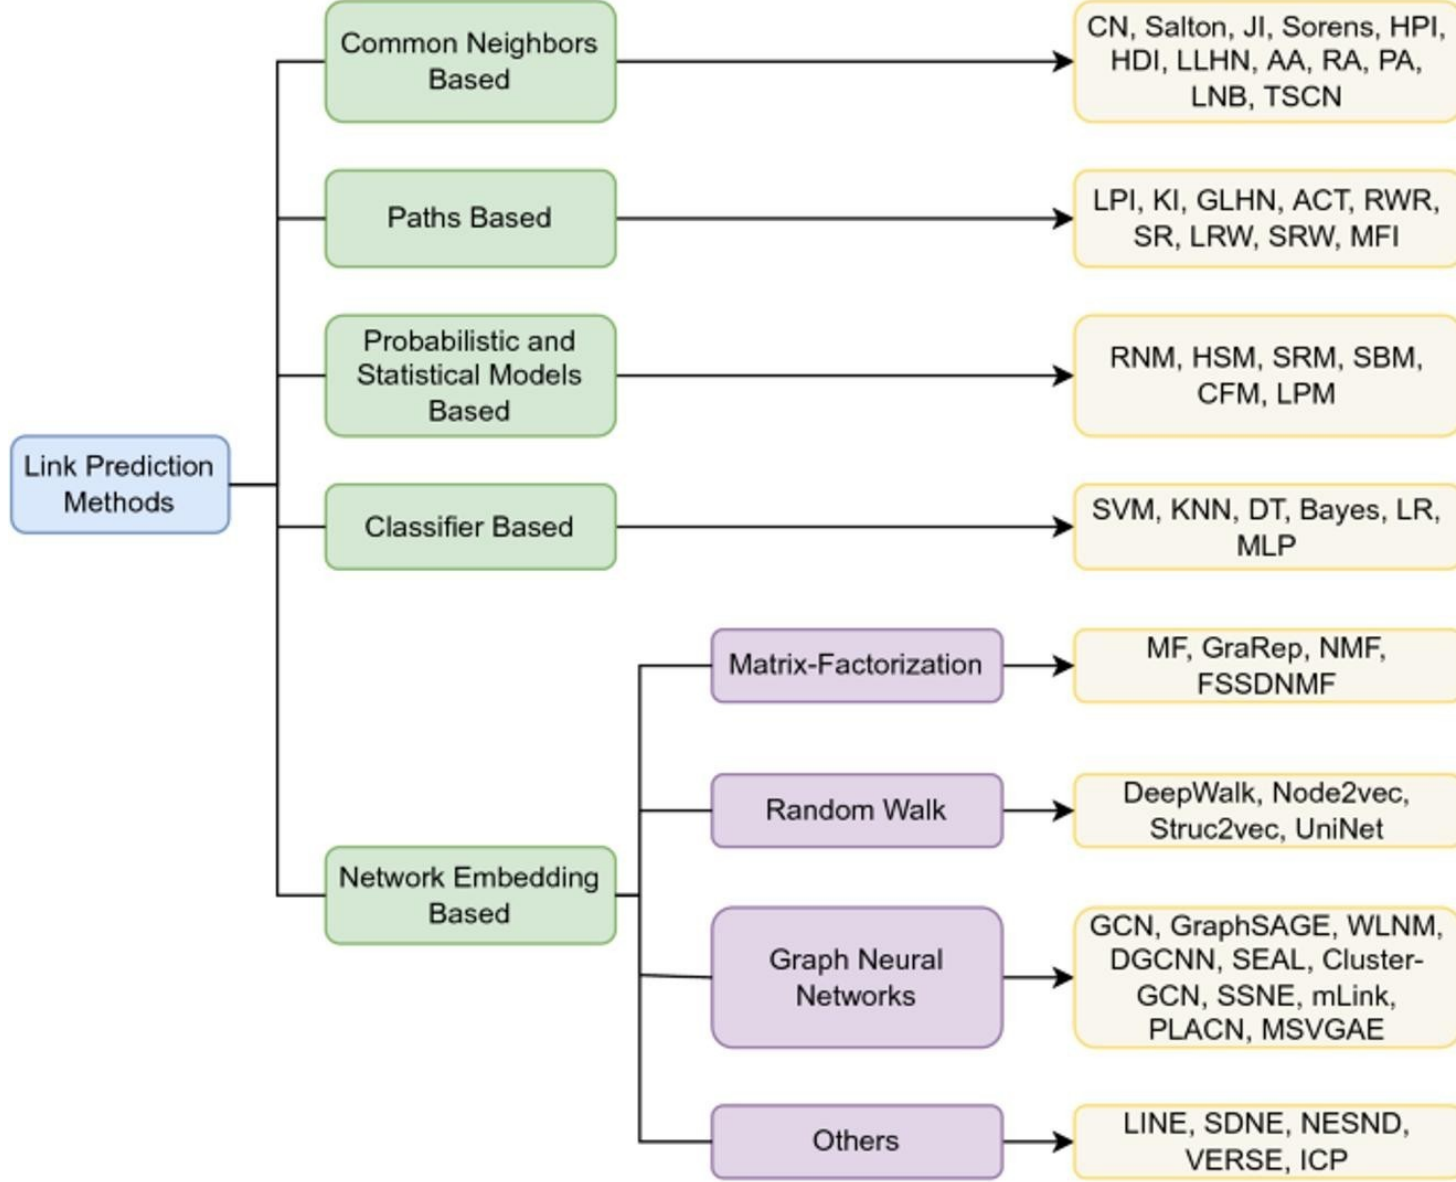 Common Neighbors
Based
CN, Salton, JI, Sorens, HPI,
HDI, LLHN, AA, RA, PA,
LNB, TSCN
Paths Based
LPI, KI, GLHN, ACT, RWR,
SR, LRW, SRW, MFI
Probabilistic and
Statistical Models
Based
RNM, HSM, SRM, SBM,
CFM, LPM
Link Prediction
Methods
Classifier Based
SVM, KNN, DT, Bayes, LR,
MLP
Matrix-Factorization
MF, GraRep, NMF,
FSSDNMF
Random Walk
DeepWalk, Node2vec,
Struc2vec, UniNet
Network Embedding
Based
Graph Neural
Networks
GCN, GraphSAGE, WLNM,
DGCNN, SEAL, Cluster-
GCN, SSNE, mLink,
PLACN, MSVGAE
Others
LINE, SDNE, NESND,
VERSE, ICP